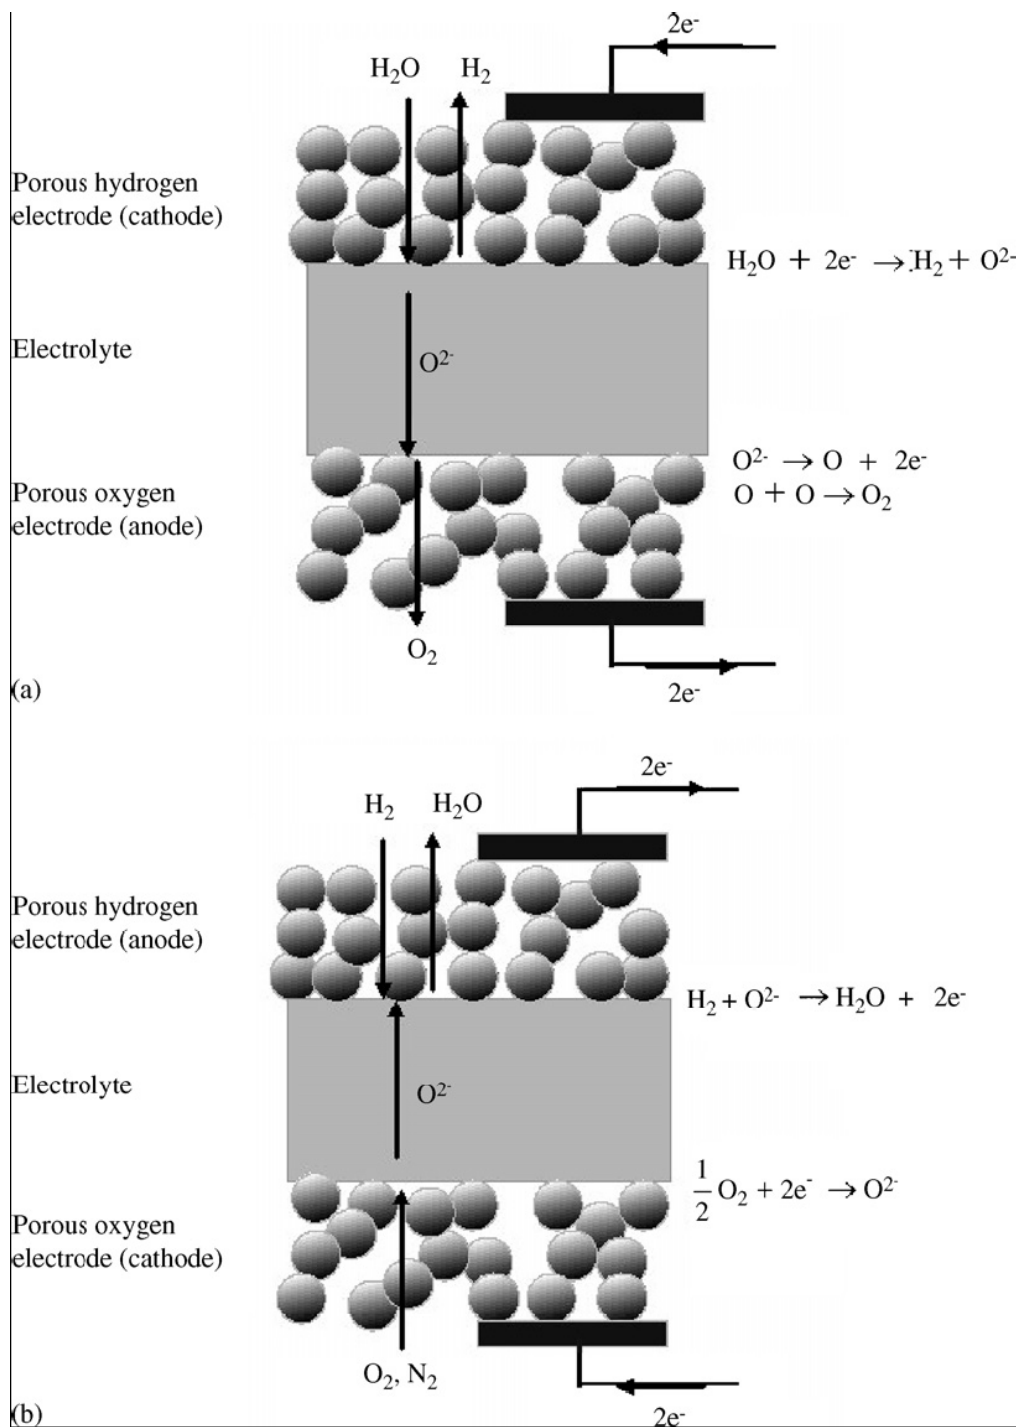 2e⁻
H₂O H₂
Porous hydrogen
electrode (cathode)
H₂O + 2e⁻ → H₂ + O²⁻
Electrolyte
O²⁻
O²⁻ → O + 2e⁻
Porous oxygen
electrode (anode)
O + O → O₂
O₂
2e⁻
(a)
2e⁻
H₂ H₂O
Porous hydrogen
electrode (anode)
H₂ + O²⁻ → H₂O + 2e⁻
Electrolyte
O²⁻
1/2 O₂ + 2e⁻ → O²⁻
Porous oxygen
electrode (cathode)
O₂, N₂
2e⁻
(b)